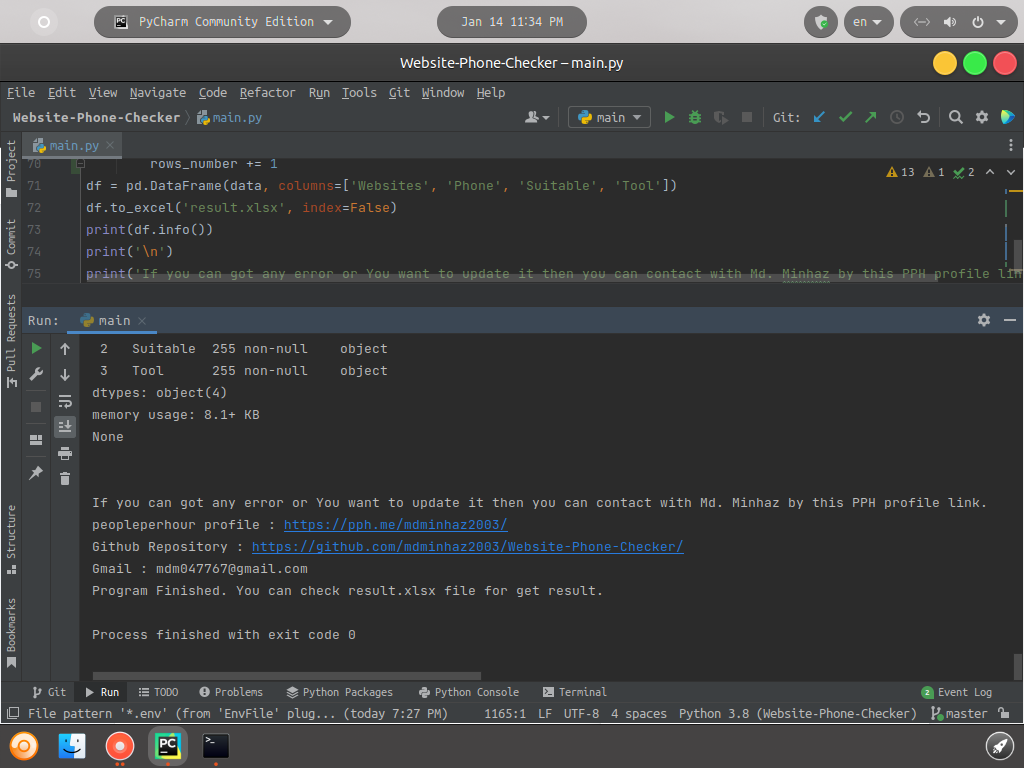 PyCharm Community Edition
Jan 14 11:34 PM
en
Website-Phone-Checker – main.py
File Edit View Navigate Code Refactor Run Tools Git Window Help
Website-Phone-Checker main.py
main
Git:
Project
Commit
Pull Requests
Structure
Bookmarks
main.py
13 1 2
70 rows_number += 1
71 df = pd.DataFrame(data, columns=['Websites', 'Phone', 'Suitable', 'Tool'])
72 df.to_excel('result.xlsx', index=False)
73 print(df.info())
74 print('\n')
75 print('If you can got any error or You want to update it then you can contact with Md. Minhaz by this PPH profile lin
Run: main
2 Suitable 255 non-null object
3 Tool 255 non-null object
dtypes: object(4)
memory usage: 8.1+ KB
None
If you can got any error or You want to update it then you can contact with Md. Minhaz by this PPH profile link.
peopleperhour profile : https://pph.me/mdminhaz2003/
Github Repository : https://github.com/mdminhaz2003/Website-Phone-Checker/
Gmail : mdm047767@gmail.com
Program Finished. You can check result.xlsx file for get result.
Process finished with exit code 0
Git Run TODO Problems Python Packages Python Console Terminal 2 Event Log
File pattern '*.env' (from 'EnvFile' plug... (today 7:27 PM) 1165:1 LF UTF-8 4 spaces Python 3.8 (Website-Phone-Checker) master
PC